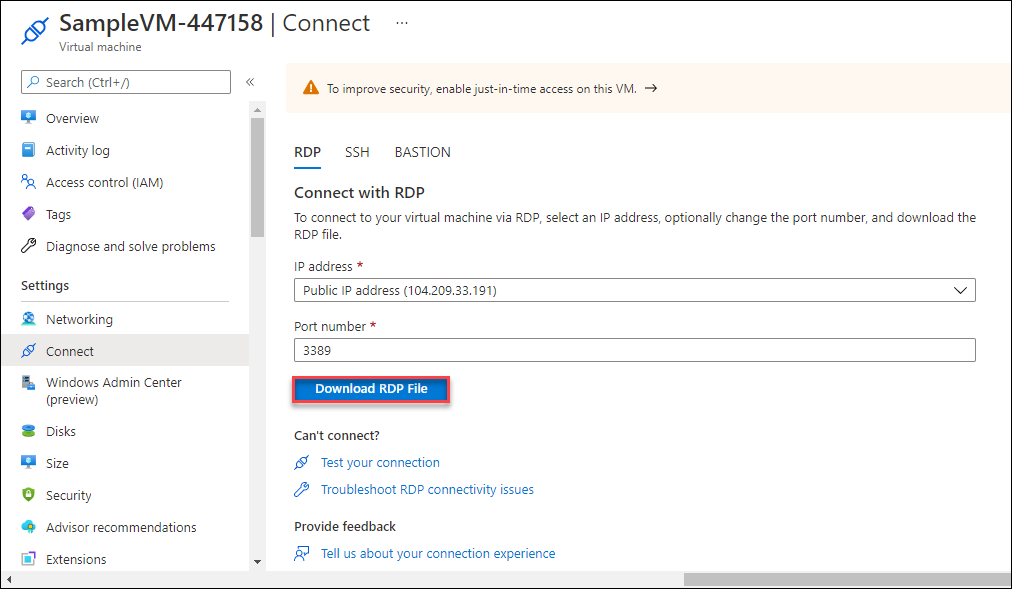 SampleVM-447158 | Connect ...
Virtual machine
Search (Ctrl+/)
«
Overview
Activity log
Access control (IAM)
Tags
Diagnose and solve problems
Settings
Networking
Connect
Windows Admin Center
(preview)
Disks
Size
Security
Advisor recommendations
Extensions
To improve security, enable just-in-time access on this VM. →
RDP SSH BASTION
Connect with RDP
To connect to your virtual machine via RDP, select an IP address, optionally change the port number, and download the
RDP file.
IP address *
Public IP address (104.209.33.191)
Port number *
3389
Download RDP File
Can't connect?
Test your connection
Troubleshoot RDP connectivity issues
Provide feedback
Tell us about your connection experience